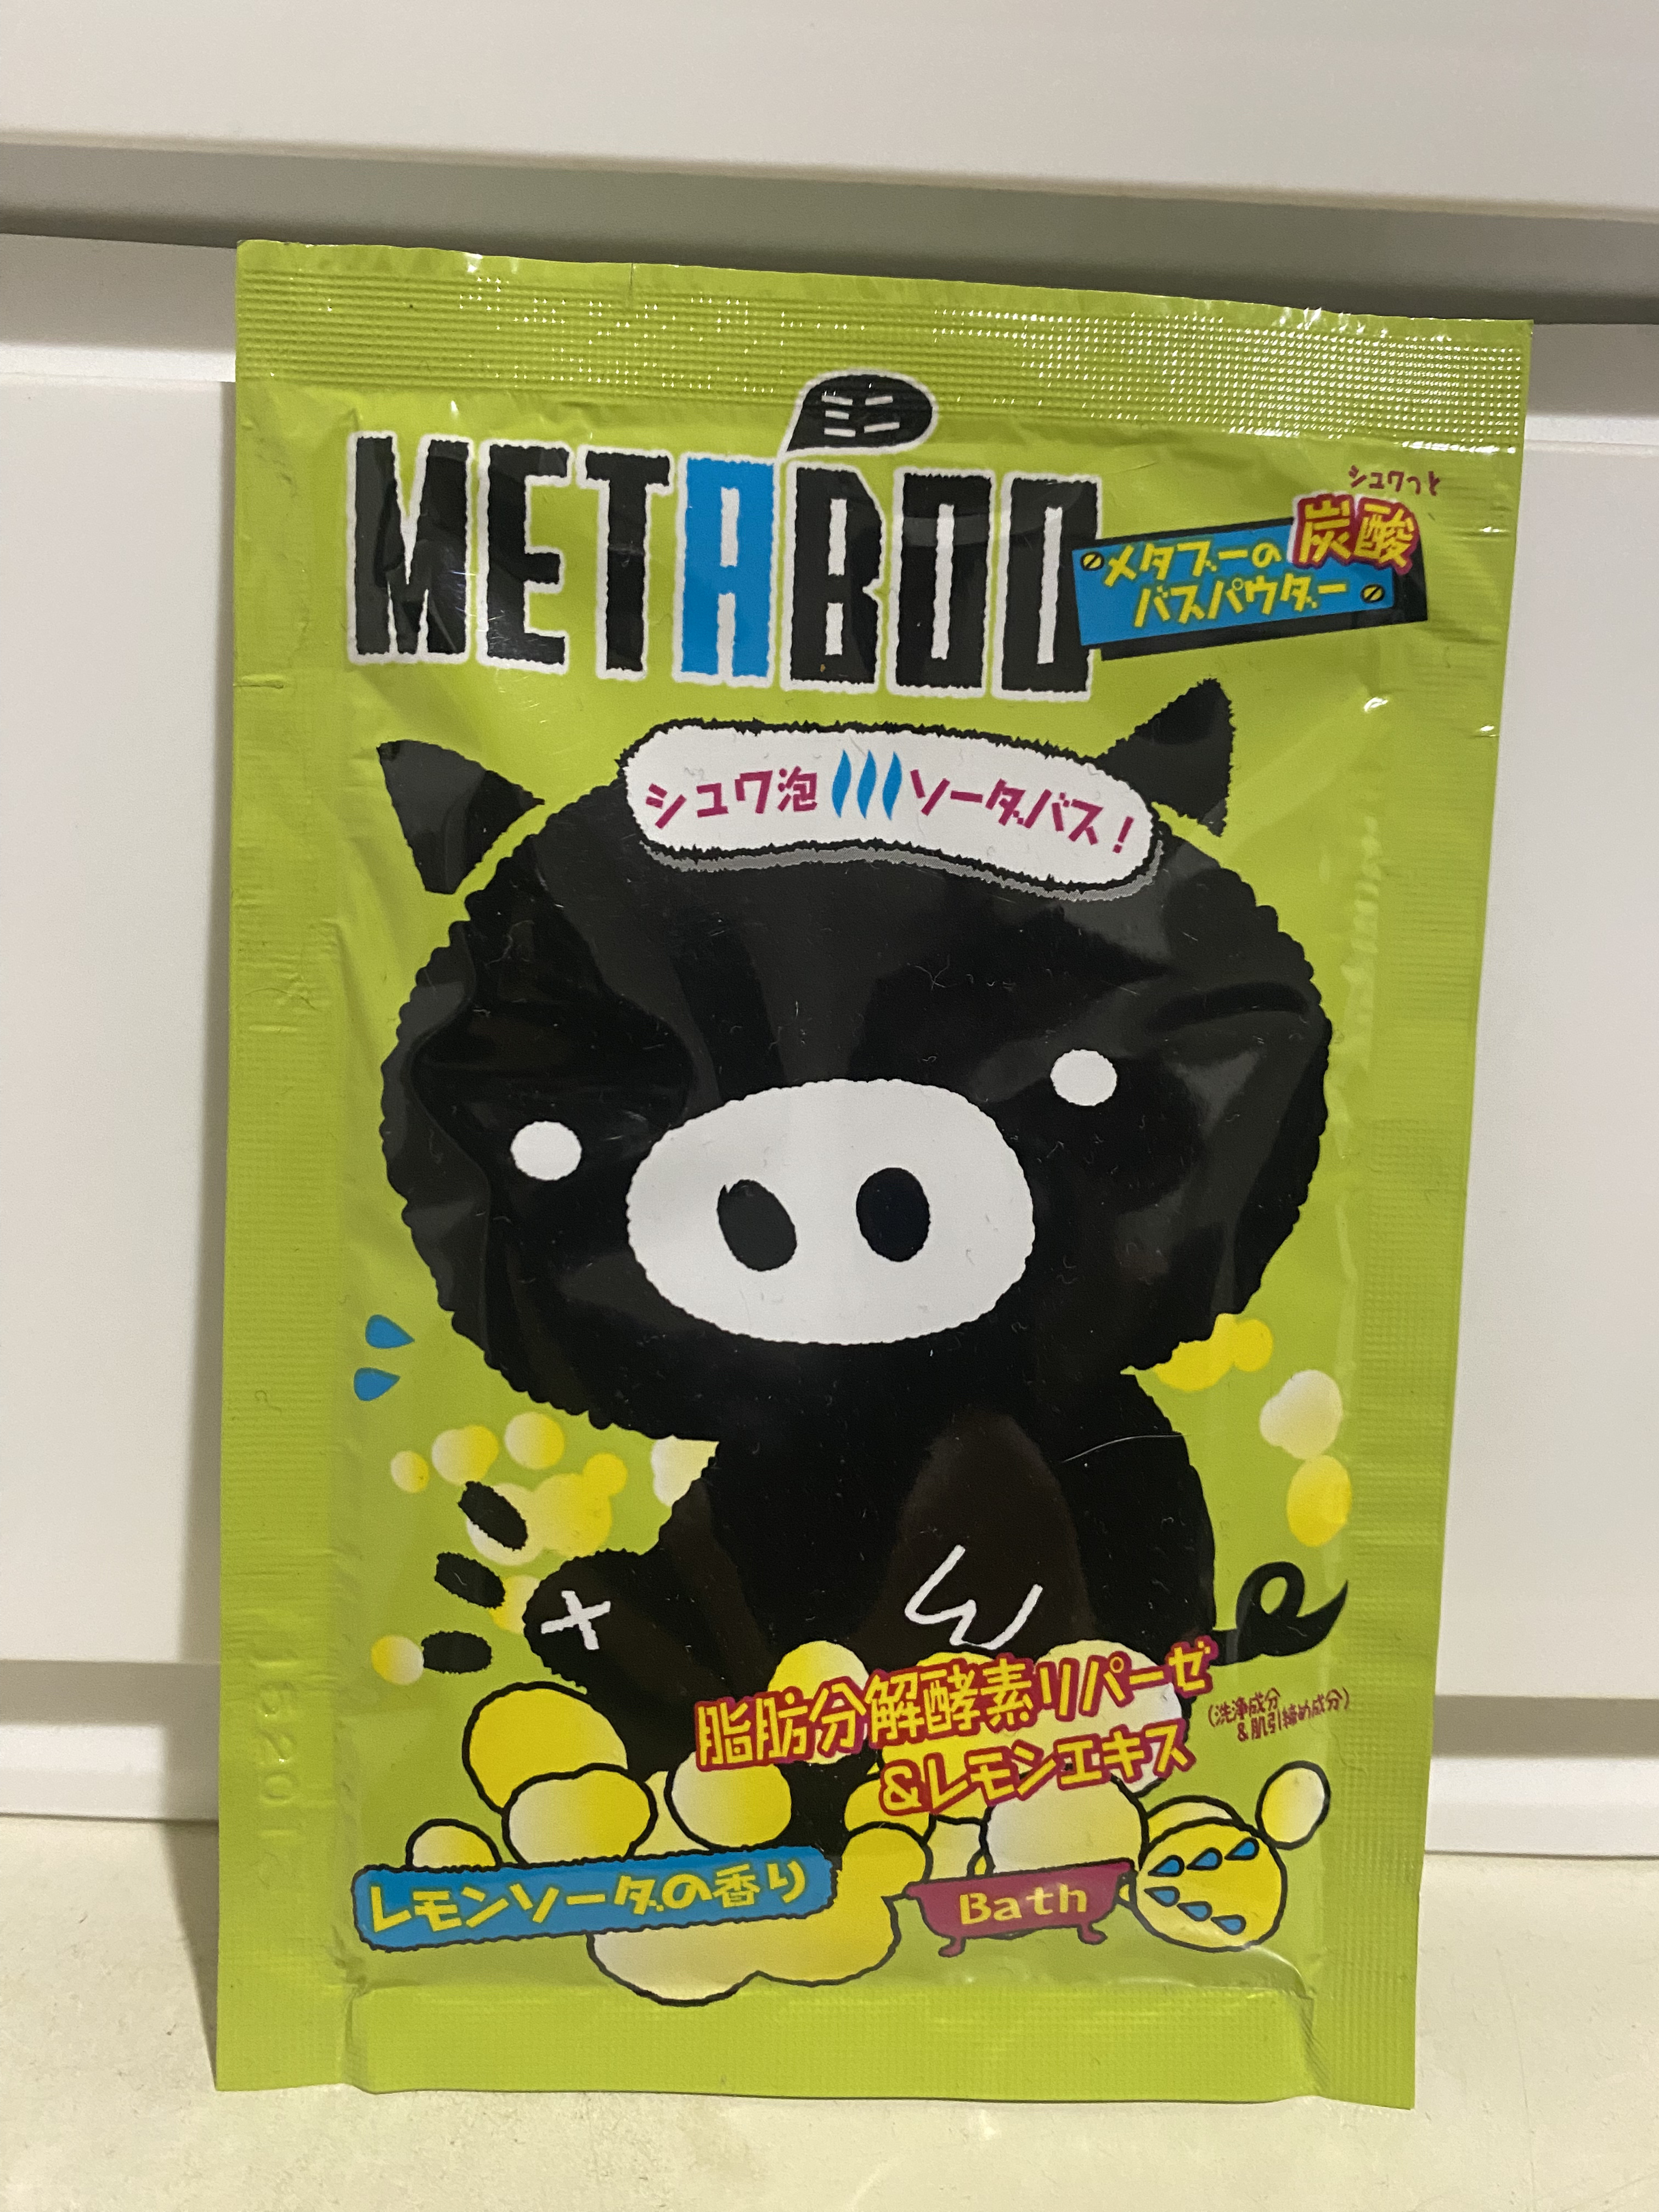 METABOO
シュワっと
メタブーの炭酸
バスパウダー
シュワ泡 ソーダバス！
脂肪分解酵素リパーゼ
&レモンエキス
(洗浄成分
&肌引締め成分)
レモンソーダの香り
Bath